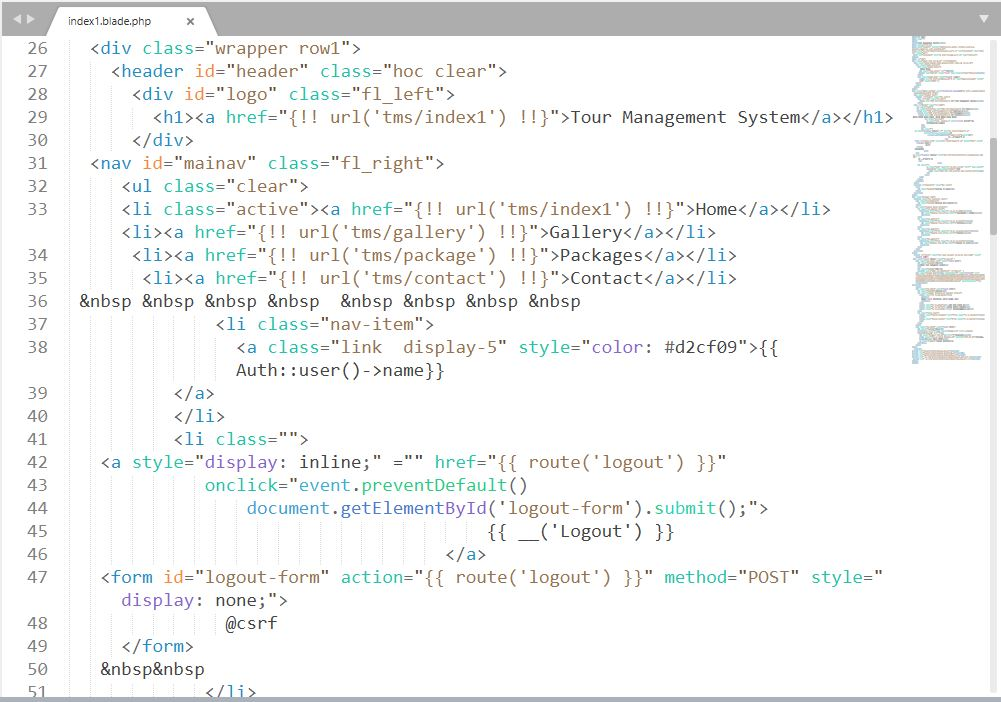 index1.blade.php ×
26 <div class="wrapper row1">
27 <header id="header" class="hoc clear">
28 <div id="logo" class="fl_left">
29 <h1><a href="{!! url('tms/index1') !!}">Tour Management System</a></h1>
30 </div>
31 <nav id="mainav" class="fl_right">
32 <ul class="clear">
33 <li class="active"><a href="{!! url('tms/index1') !!}">Home</a></li>
<li><a href="{!! url('tms/gallery') !!}">Gallery</a></li>
34 <li><a href="{!! url('tms/package') !!}">Packages</a></li>
35 <li><a href="{!! url('tms/contact') !!}">Contact</a></li>
36 &nbsp &nbsp &nbsp &nbsp  &nbsp &nbsp &nbsp &nbsp
37 <li class="nav-item">
38 <a class="link  display-5" style="color: #d2cf09">{{
Auth::user()->name}}
39 </a>
40 </li>
41 <li class="">
42 <a style="display: inline;" ="" href="{{ route('logout') }}"
43 onclick="event.preventDefault()
44 document.getElementById('logout-form').submit();">
45 {{ __('Logout') }}
46 </a>
47 <form id="logout-form" action="{{ route('logout') }}" method="POST" style="
display: none;">
48 @csrf
49 </form>
50 &nbsp&nbsp
51 </li>